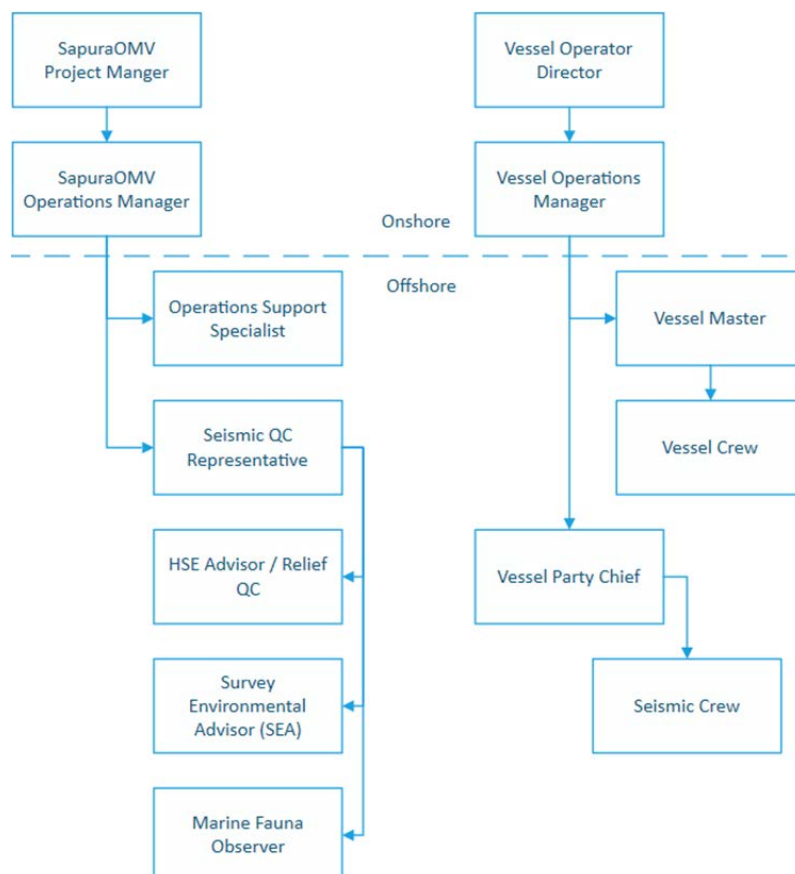 SapuraOMV
Project Manger
Vessel Operator
Director
SapuraOMV
Operations Manager
Vessel Operations
Manager
Onshore
Offshore
Operations Support
Specialist
Vessel Master
Seismic QC
Representative
Vessel Crew
HSE Advisor / Relief
QC
Vessel Party Chief
Survey
Environmental
Advisor (SEA)
Seismic Crew
Marine Fauna
Observer